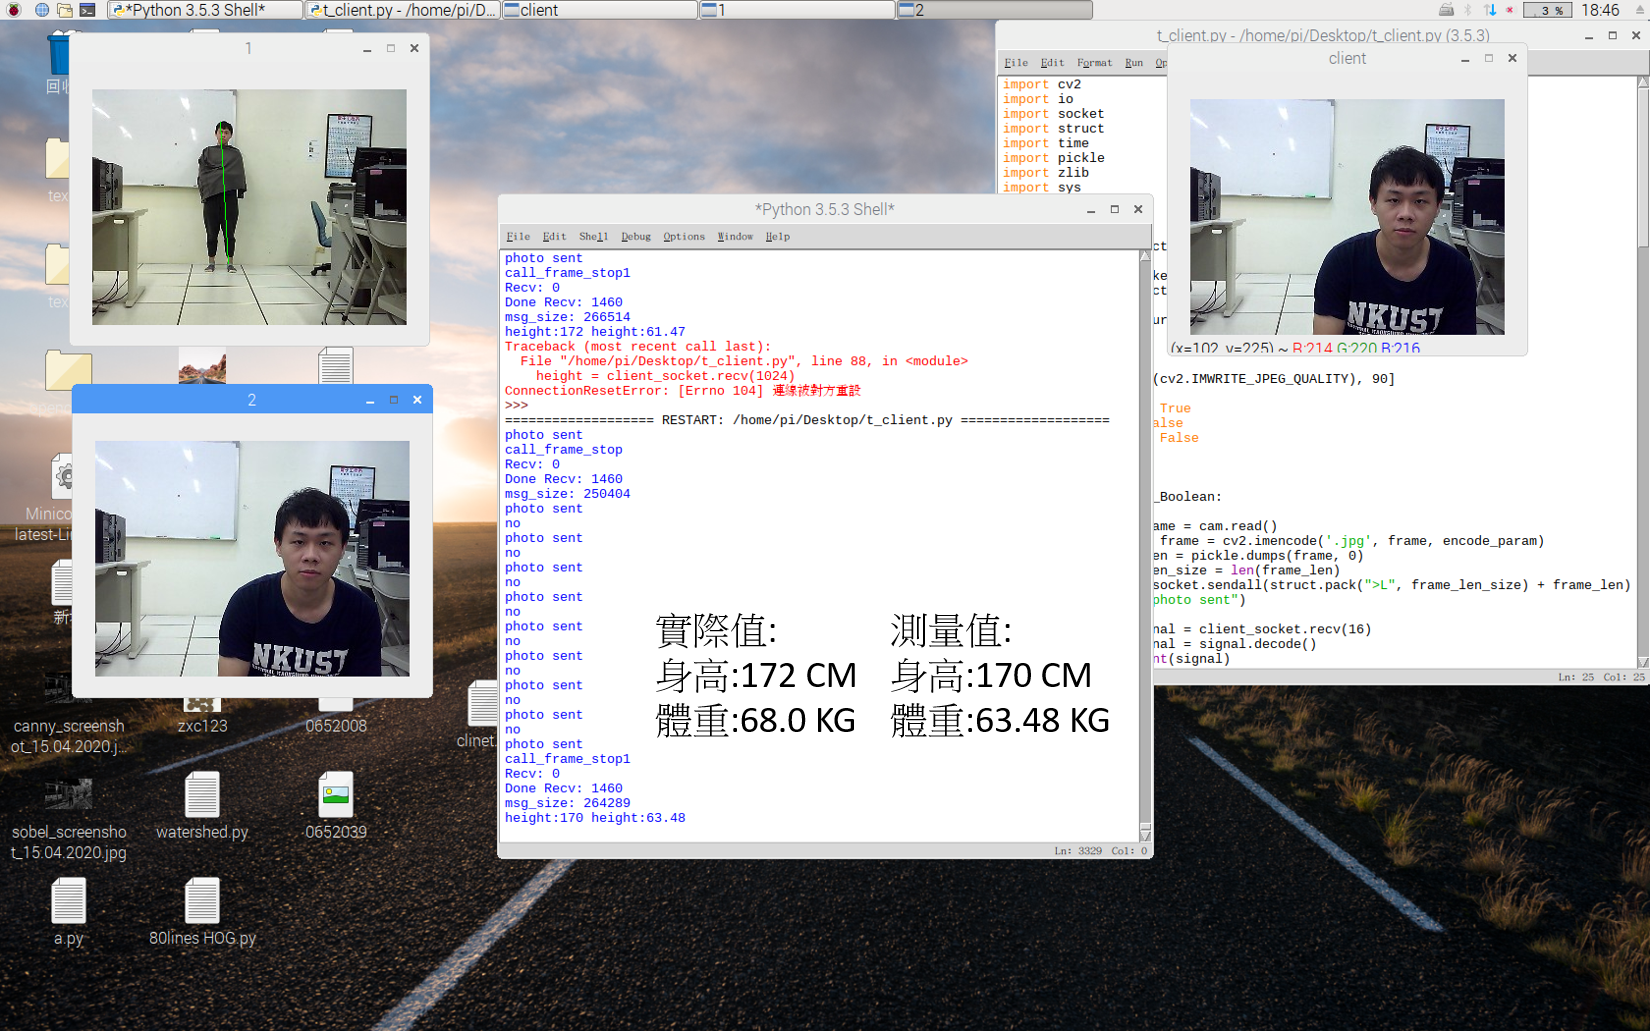 *Python 3.5.3 Shell*
t_client.py - /home/pi/D...
client
1
2
3 %
18:46
t_client.py - /home/pi/Desktop/t_client.py (3.5.3)
File Edit Format Run Op
import cv2
import io
import socket
import struct
import time
import pickle
import zlib
import sys
ct
ke
ct
ur
(cv2.IMWRITE_JPEG_QUALITY), 90]
True
alse
False
_Boolean:
ame = cam.read()
frame = cv2.imencode('.jpg', frame, encode_param)
en = pickle.dumps(frame, 0)
en_size = len(frame_len)
socket.sendall(struct.pack(">L", frame_len_size) + frame_len)
photo sent")
nal = client_socket.recv(16)
nal = signal.decode()
nt(signal)
Ln: 25 Col: 25
client
NKUST
(x=102, y=225) ~ R:214 G:220 B:216
1
2
NKUST
*Python 3.5.3 Shell*
File Edit Shell Debug Options Window Help
photo sent
call_frame_stop1
Recv: 0
Done Recv: 1460
msg_size: 266514
height:172 height:61.47
Traceback (most recent call last):
File "/home/pi/Desktop/t_client.py", line 88, in <module>
height = client_socket.recv(1024)
ConnectionResetError: [Errno 104] 連線被對方重設
>>>
=================== RESTART: /home/pi/Desktop/t_client.py ===================
photo sent
call_frame_stop
Recv: 0
Done Recv: 1460
msg_size: 250404
photo sent
no
photo sent
no
photo sent
no
photo sent
no
photo sent
no
photo sent
no
photo sent
no
photo sent
no
photo sent
call_frame_stop1
Recv: 0
Done Recv: 1460
msg_size: 264289
height:170 height:63.48
Ln: 3329 Col: 0
實際值:
身高:172 CM
體重:68.0 KG
測量值:
身高:170 CM
體重:63.48 KG
回收
tex
tex
Minico
latest-Lin
新
canny_screensh
ot_15.04.2020.j...
zxc123
0652008
clinet.
sobel_screensho
t_15.04.2020.jpg
watershed.py
0652039
a.py
80lines HOG.py